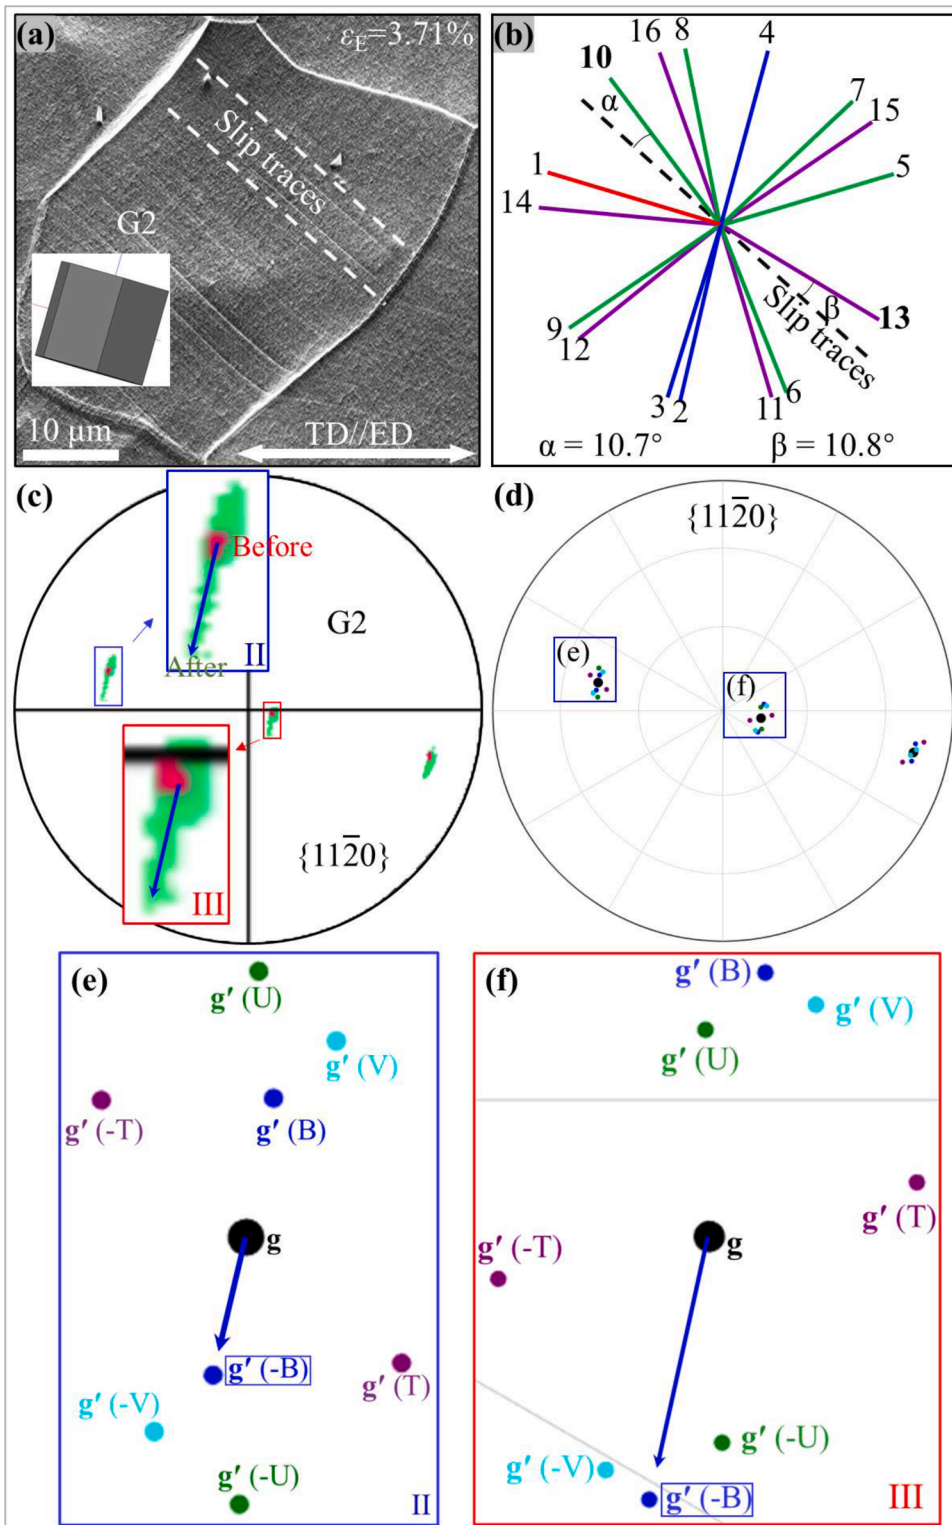 (a)
ε_E=3.71%
Slip traces
G2
10 μm
TD//ED
(b)
16
8
4
10
α
7
15
1
5
14
β
13
Slip traces
9
12
3
2
11
6
α = 10.7°
β = 10.8°
(c)
Before
G2
After
II
{112̅0}
III
(d)
{112̅0}
(e)
(f)
(e)
g′ (U)
g′ (V)
g′ (-T)
g′ (B)
g
g′ (-B)
g′ (T)
g′ (-V)
g′ (-U)
II
(f)
g′ (B)
g′ (V)
g′ (U)
g′ (T)
g′ (-T)
g
g′ (-U)
g′ (-V)
g′ (-B)
III